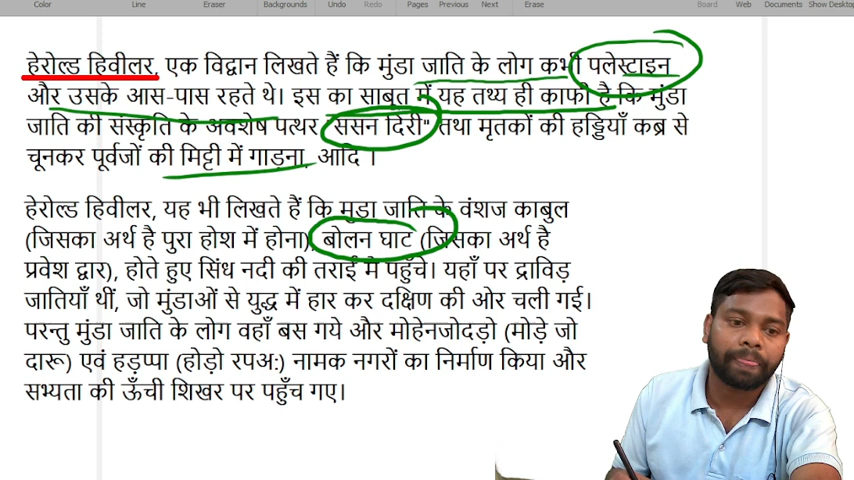 Color Line Eraser Backgrounds Undo Redo Pages Previous Next Erase Board Web Documents Show Desktop
हेरोल्ड हिवीलर, एक विद्वान लिखते हैं कि मुंडा जाति के लोग कभी पलेस्टाइन
और उसके आस-पास रहते थे। इस का साबुत में यह तथ्य ही काफी है कि मुंडा
जाति की संस्कृति के अवशेष पत्थर "ससन दिरी" तथा मृतकों की हड्डियाँ कब्र से
चूनकर पूर्वजों की मिट्टी में गाडना, आदि ।
हेरोल्ड हिवीलर, यह भी लिखते हैं कि मुंडा जाति के वंशज काबुल
(जिसका अर्थ है पुरा होश में होना), बोलन घाट (जिसका अर्थ है
प्रवेश द्वार), होते हुए सिंध नदी की तराई में पहुँचे। यहाँ पर द्राविड़
जातियाँ थीं, जो मुंडाओं से युद्ध में हार कर दक्षिण की ओर चली गई।
परन्तु मुंडा जाति के लोग वहाँ बस गये और मोहेनजोदड़ो (मोड़े जो
दारू) एवं हड़प्पा (होड़ो रपअ:) नामक नगरों का निर्माण किया और
सभ्यता की ऊँची शिखर पर पहुँच गए।